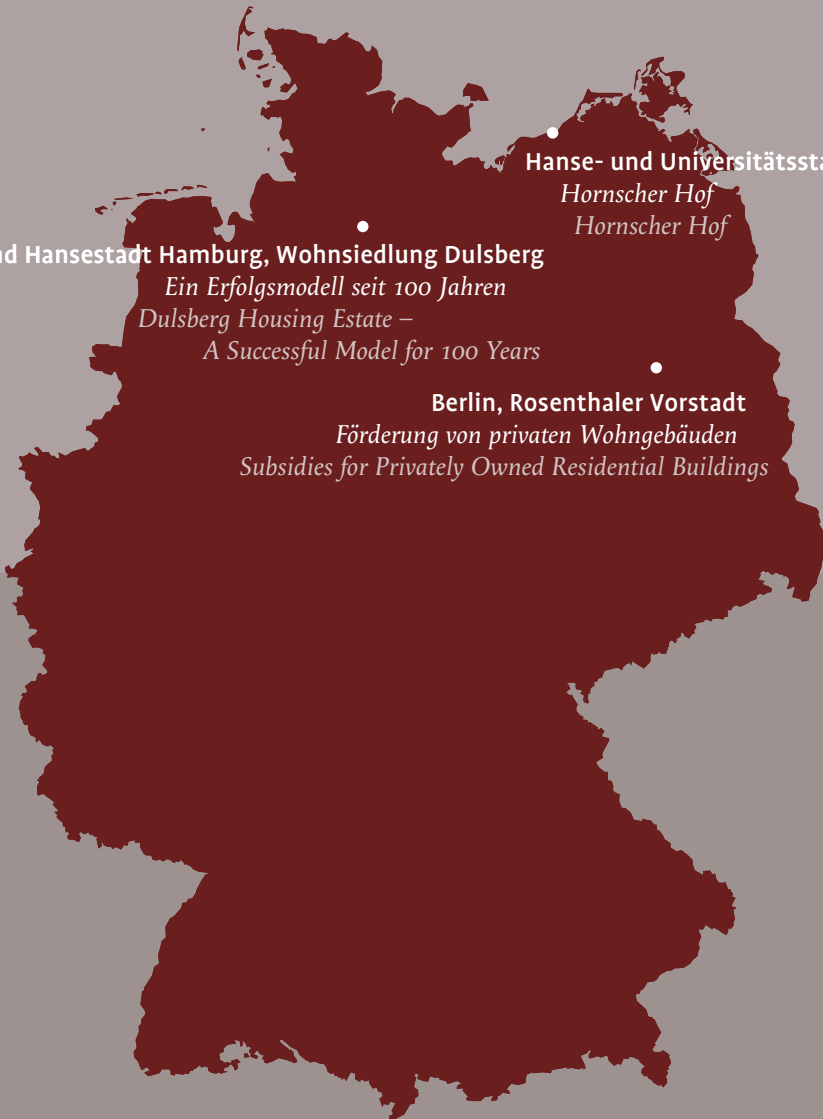 Hanse- und Universitätssta
Hornscher Hof
Hornscher Hof
d Hansestadt Hamburg, Wohnsiedlung Dulsberg
Ein Erfolgsmodell seit 100 Jahren
Dulsberg Housing Estate –
A Successful Model for 100 Years
Berlin, Rosenthaler Vorstadt
Förderung von privaten Wohngebäuden
Subsidies for Privately Owned Residential Buildings